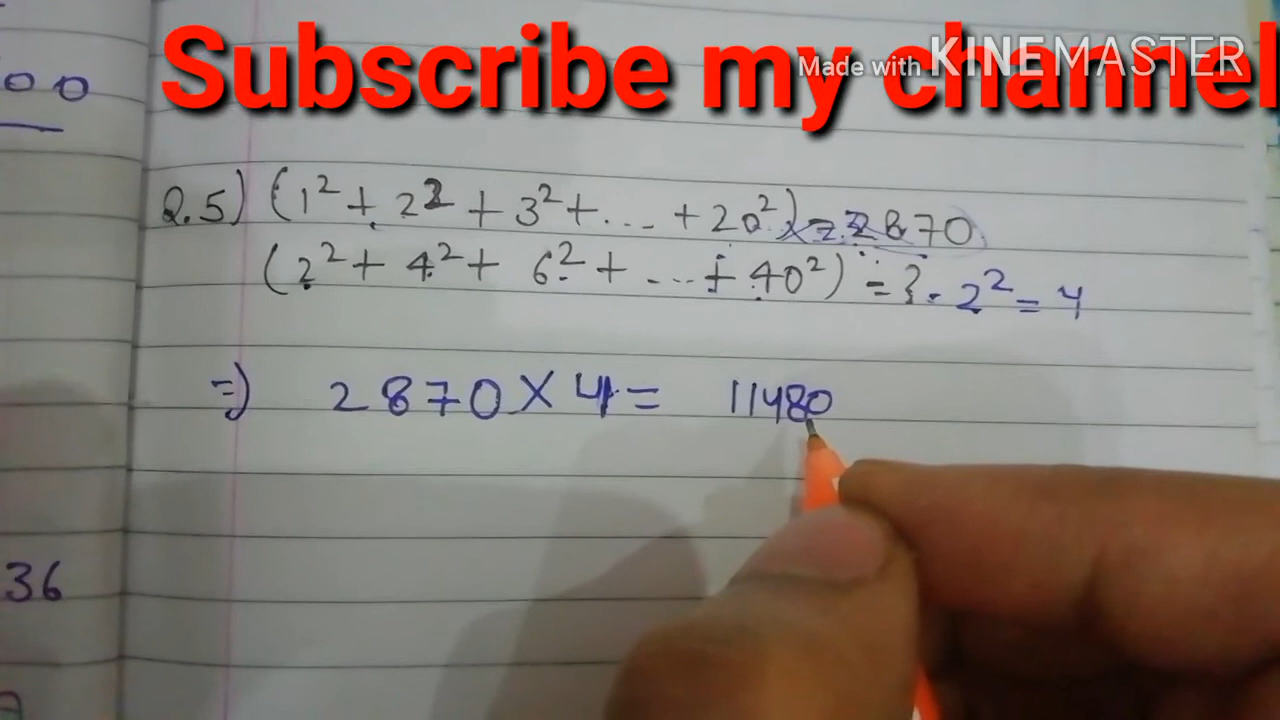 Subscribe my channel
Made with KINEMASTER
00
Q.5) (1² + 2² + 3² + ... + 20²) = 2870
(2² + 4² + 6² + ... + 40²) = ? . 2² = 4
=) 2870 × 4 = 11480
36